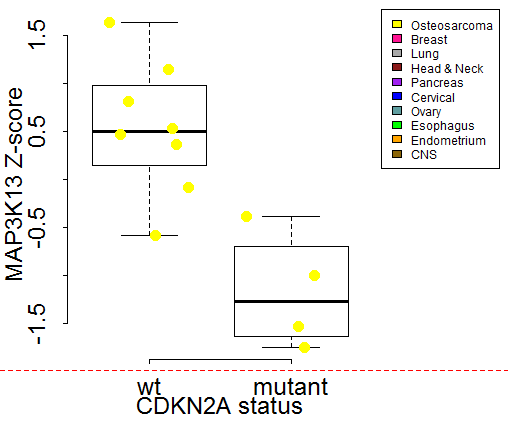 MAP3K13 Z-score
1.5
0.5
-0.5
-1.5
wt mutant
CDKN2A status
Osteosarcoma
Breast
Lung
Head & Neck
Pancreas
Cervical
Ovary
Esophagus
Endometrium
CNS